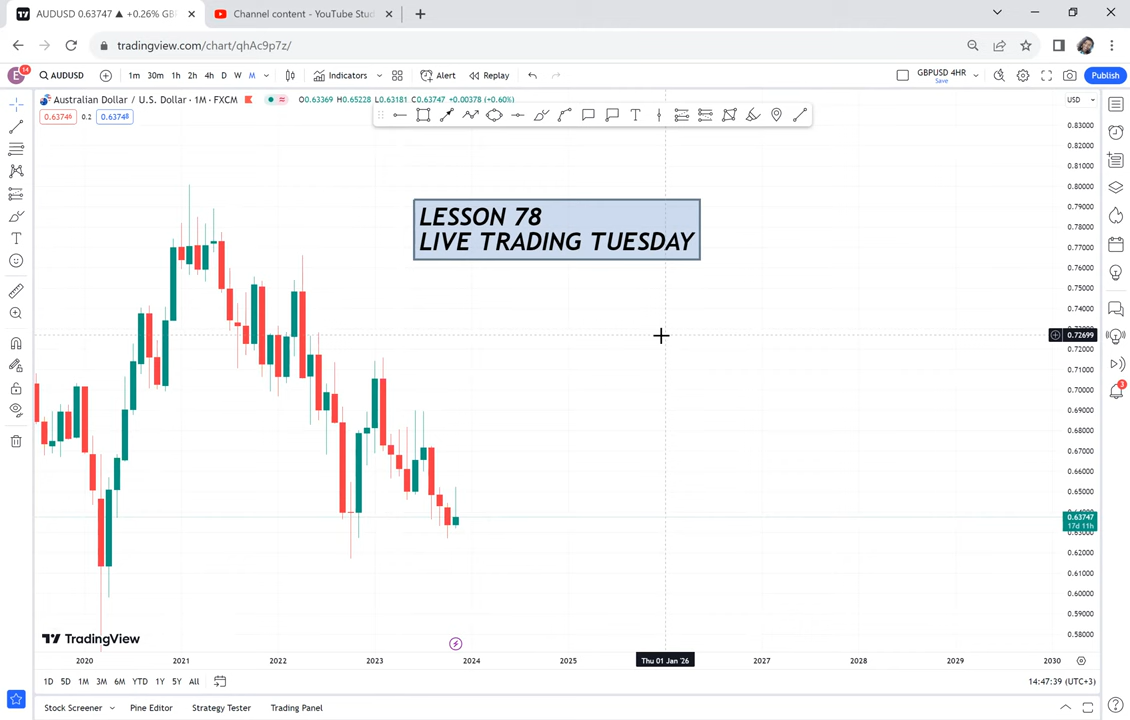 AUDUSD 0.63747 ▲ +0.26% GB
Channel content - YouTube Stud
tradingview.com/chart/qhAc9p7z/
E
14
AUDUSD
1m 30m 1h 2h 4h D W M
Indicators
Alert
Replay
GBPUSD 4HR
Save
Publish
Australian Dollar / U.S. Dollar · 1M · FXCM
O0.63369 H0.65228 L0.63181 C0.63747 +0.00378 (+0.60%)
USD
0.63746 0.2 0.63748
LESSON 78
LIVE TRADING TUESDAY
0.83000
0.82000
0.81000
0.80000
0.79000
0.78000
0.77000
0.76000
0.75000
0.74000
0.72699
0.72000
0.71000
0.70000
0.69000
0.68000
0.67000
0.66000
0.65000
0.63747
17d 11h
0.62000
0.61000
0.60000
0.59000
0.58000
3
TradingView
2020 2021 2022 2023 2024 2025 Thu 01 Jan '26 2027 2028 2029 2030
1D 5D 1M 3M 6M YTD 1Y 5Y All
14:47:39 (UTC+3)
Stock Screener Pine Editor Strategy Tester Trading Panel